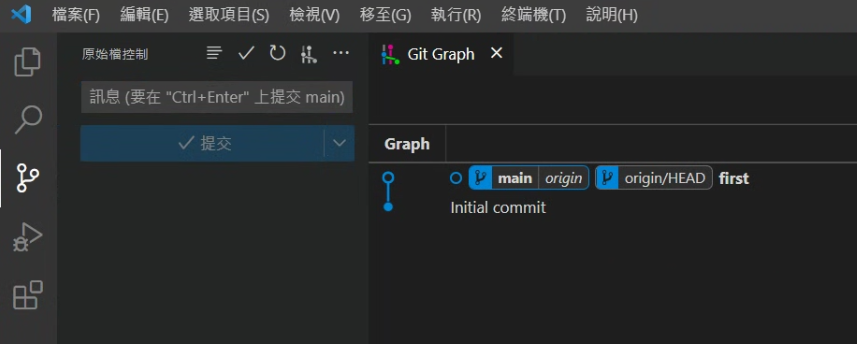 檔案(F) 編輯(E) 選取項目(S) 檢視(V) 移至(G) 執行(R) 終端機(T) 說明(H)
原始檔控制
訊息 (要在 "Ctrl+Enter" 上提交 main)
提交
Git Graph
Graph
main origin origin/HEAD first
Initial commit